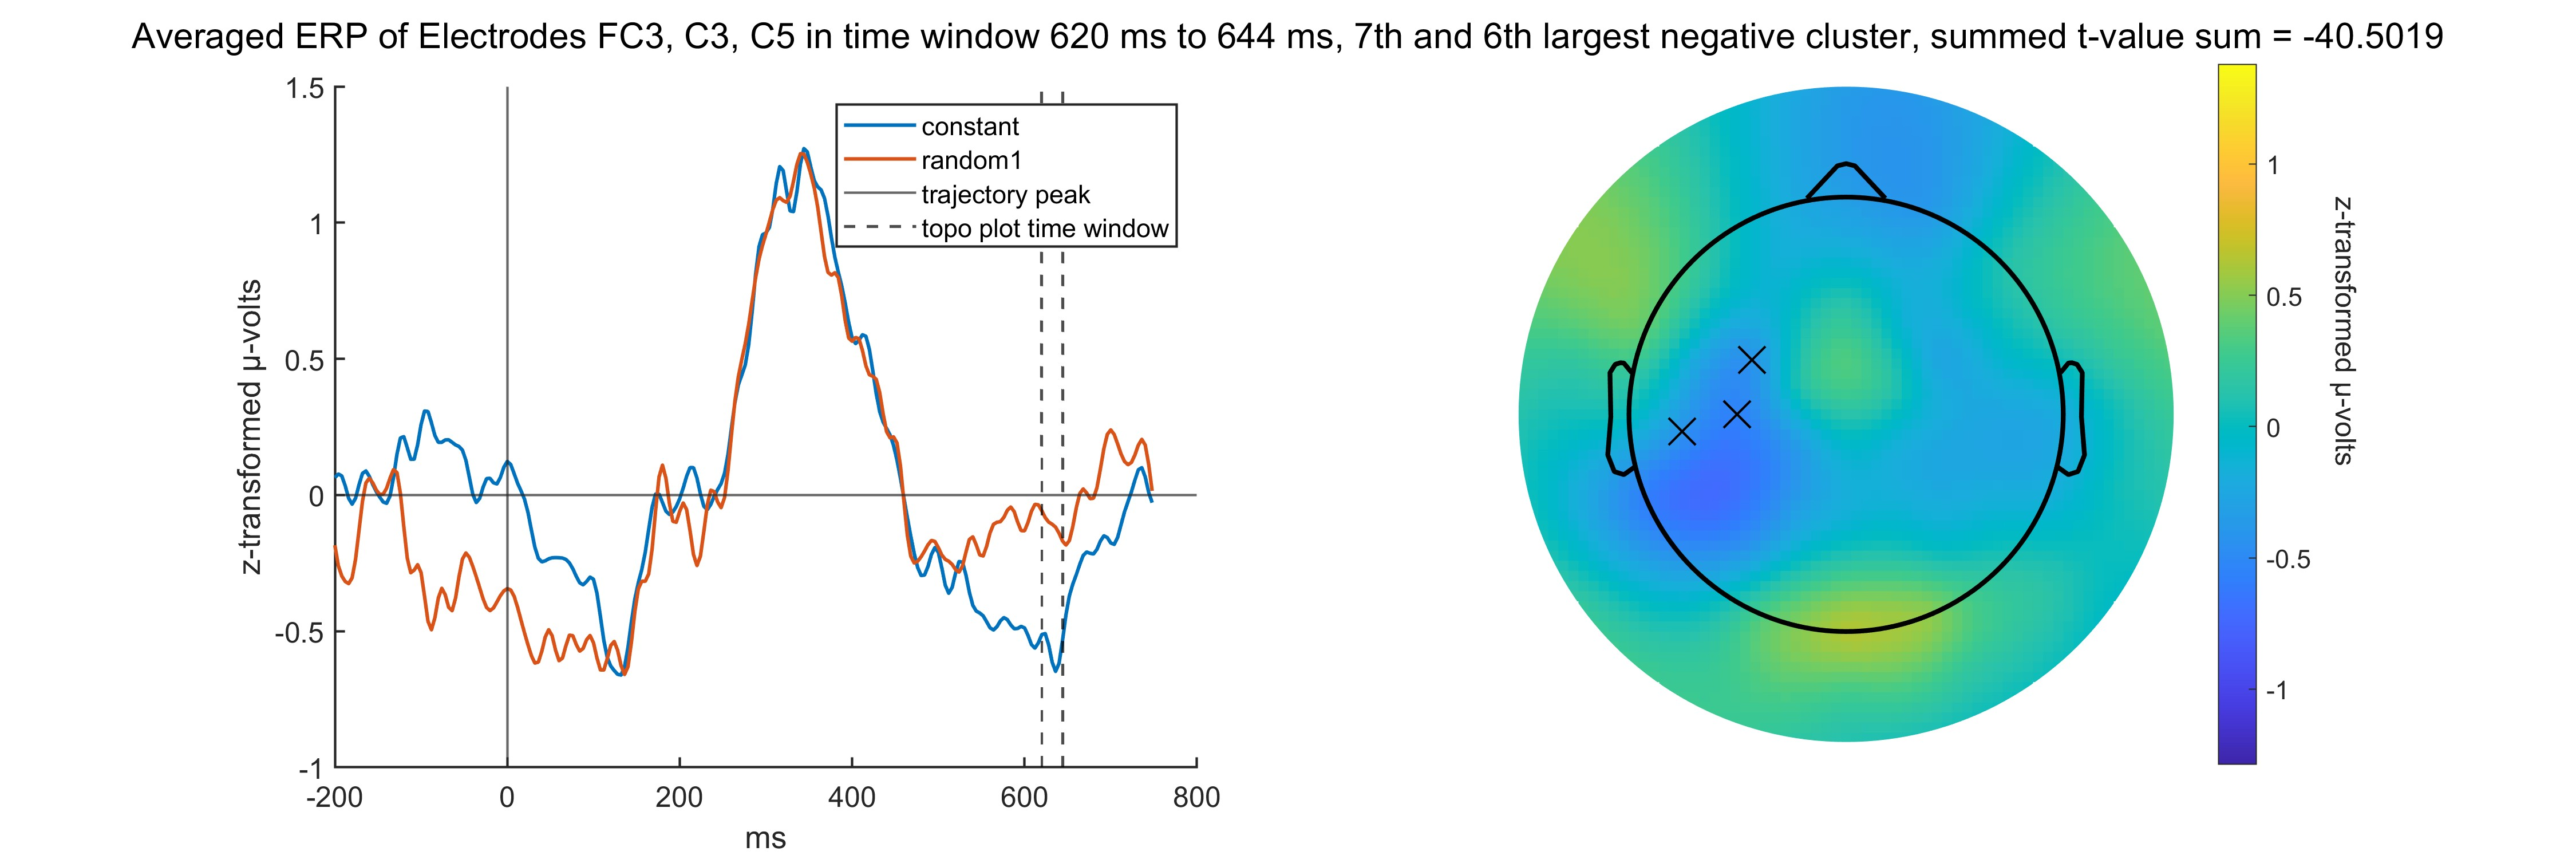 Averaged ERP of Electrodes FC3, C3, C5 in time window 620 ms to 644 ms, 7th and 6th largest negative cluster, summed t-value sum = -40.5019
1.5
1
0.5
0
-0.5
-1
z-transformed µ-volts
-200
0
200
400
600
800
ms
constant
random1
trajectory peak
topo plot time window
1
0.5
0
-0.5
-1
z-transformed µ-volts